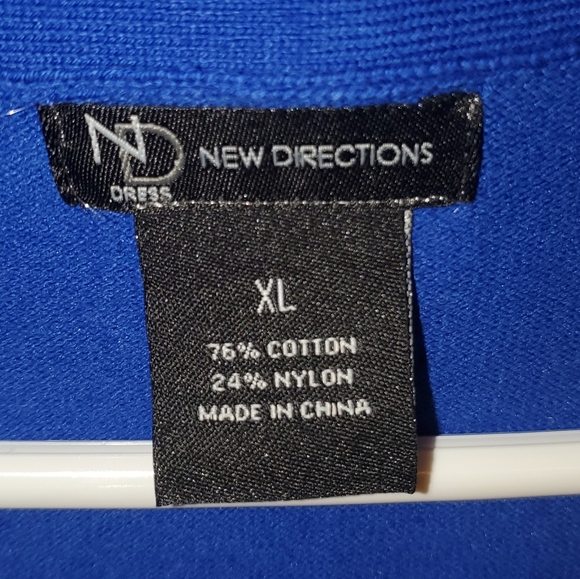 ND NEW DIRECTIONS
DRESS
XL
76% COTTON
24% NYLON
MADE IN CHINA